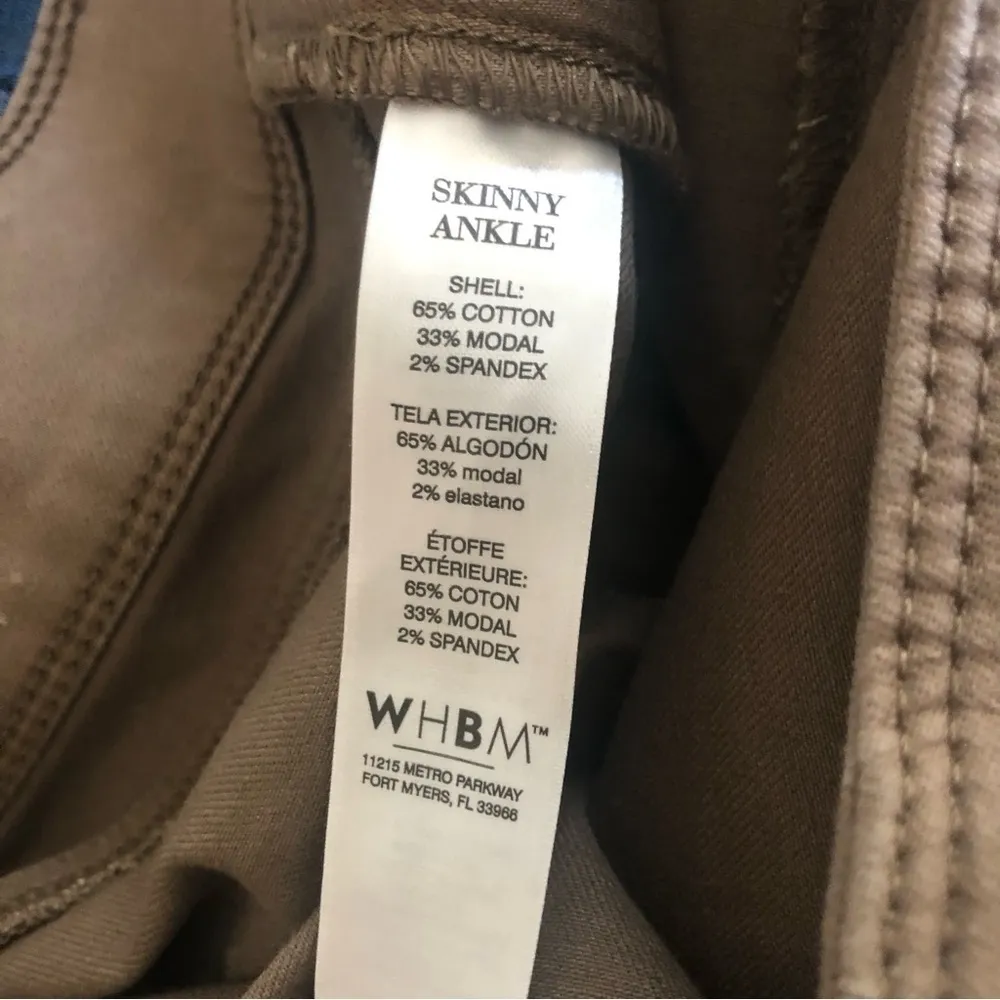 SKINNY
ANKLE
SHELL:
65% COTTON
33% MODAL
2% SPANDEX
TELA EXTERIOR:
65% ALGODÓN
33% modal
2% elastano
ÉTOFFE
EXTÉRIEURE:
65% COTON
33% MODAL
2% SPANDEX
WHBM™
11215 METRO PARKWAY
FORT MYERS, FL 33966